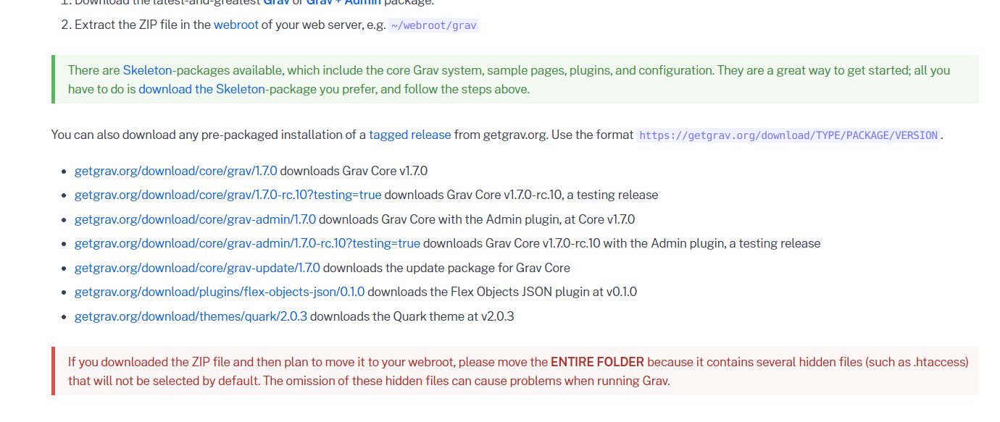 1. Download the latest-and-greatest Grav or Grav + Admin package.
2. Extract the ZIP file in the webroot of your web server, e.g. ~/webroot/grav
There are Skeleton-packages available, which include the core Grav system, sample pages, plugins, and configuration. They are a great way to get started; all you
have to do is download the Skeleton-package you prefer, and follow the steps above.
You can also download any pre-packaged installation of a tagged release from getgrav.org. Use the format https://getgrav.org/download/TYPE/PACKAGE/VERSION.
• getgrav.org/download/core/grav/1.7.0 downloads Grav Core v1.7.0
• getgrav.org/download/core/grav/1.7.0-rc.10?testing=true downloads Grav Core v1.7.0-rc.10, a testing release
• getgrav.org/download/core/grav-admin/1.7.0 downloads Grav Core with the Admin plugin, at Core v1.7.0
• getgrav.org/download/core/grav-admin/1.7.0-rc.10?testing=true downloads Grav Core v1.7.0-rc.10 with the Admin plugin, a testing release
• getgrav.org/download/core/grav-update/1.7.0 downloads the update package for Grav Core
• getgrav.org/download/plugins/flex-objects-json/0.1.0 downloads the Flex Objects JSON plugin at v0.1.0
• getgrav.org/download/themes/quark/2.0.3 downloads the Quark theme at v2.0.3
If you downloaded the ZIP file and then plan to move it to your webroot, please move the ENTIRE FOLDER because it contains several hidden files (such as .htaccess)
that will not be selected by default. The omission of these hidden files can cause problems when running Grav.